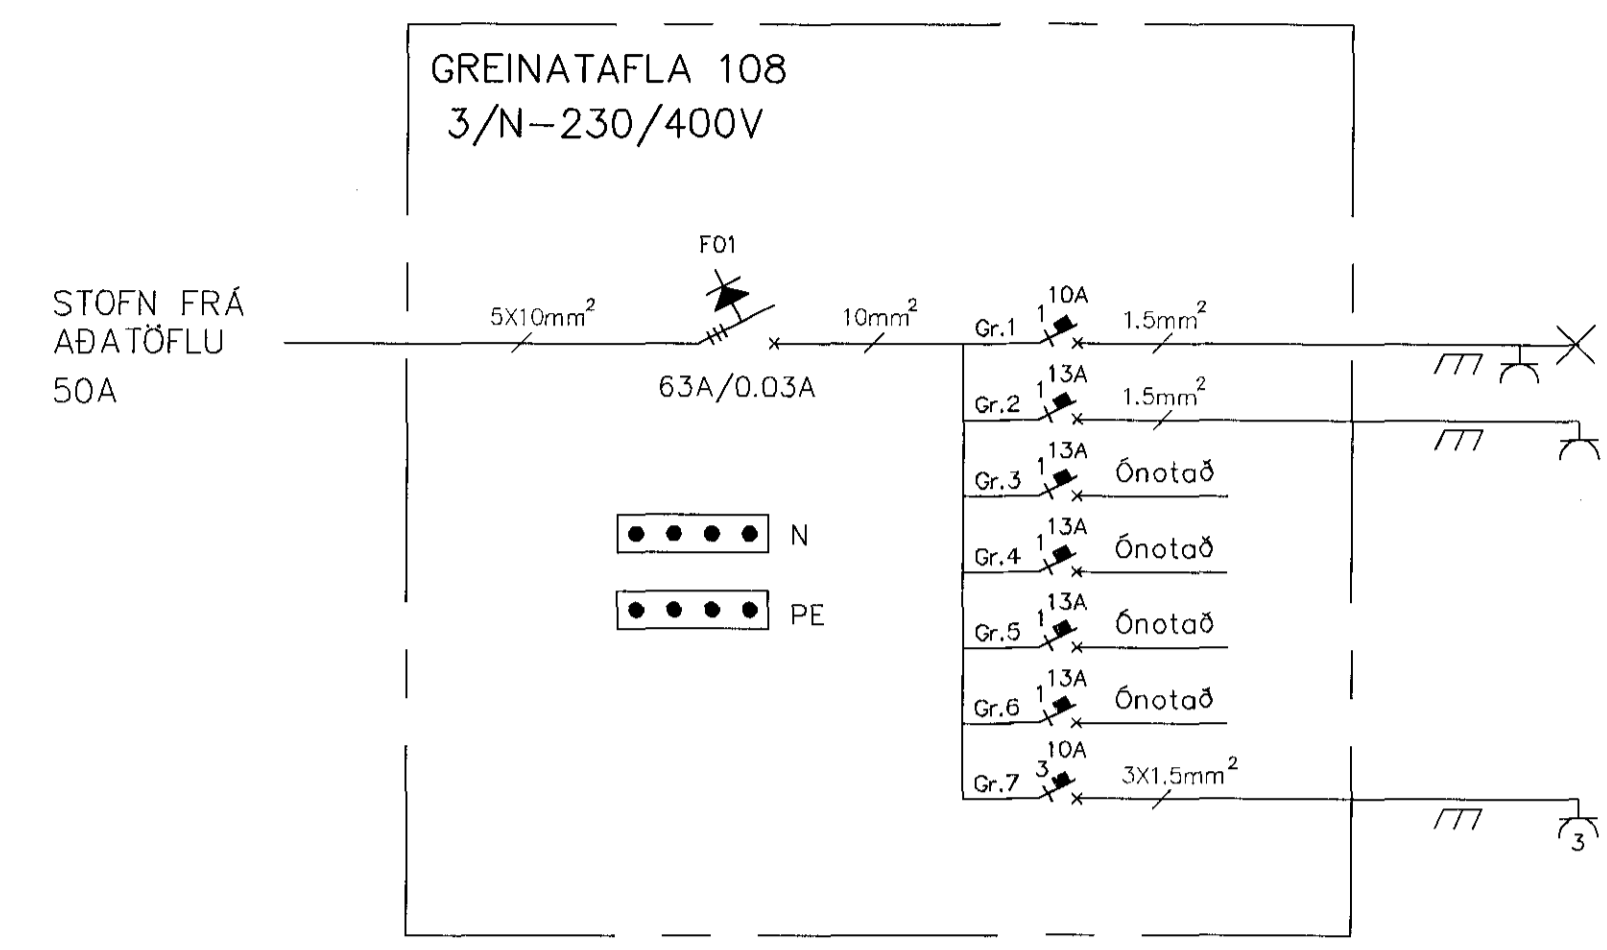 GREINATAFLA 108
3/N-230/400V
STOFN FRÁ
AÐATÖFLU
50A
5X10mm²
F01
63A/0.03A
10mm²
N
PE
Gr.1 1 10A 1.5mm²
Gr.2 1 13A 1.5mm²
Gr.3 1 13A Ónotað
Gr.4 1 13A Ónotað
Gr.5 1 13A Ónotað
Gr.6 1 13A Ónotað
Gr.7 3 10A 3X1.5mm²
3